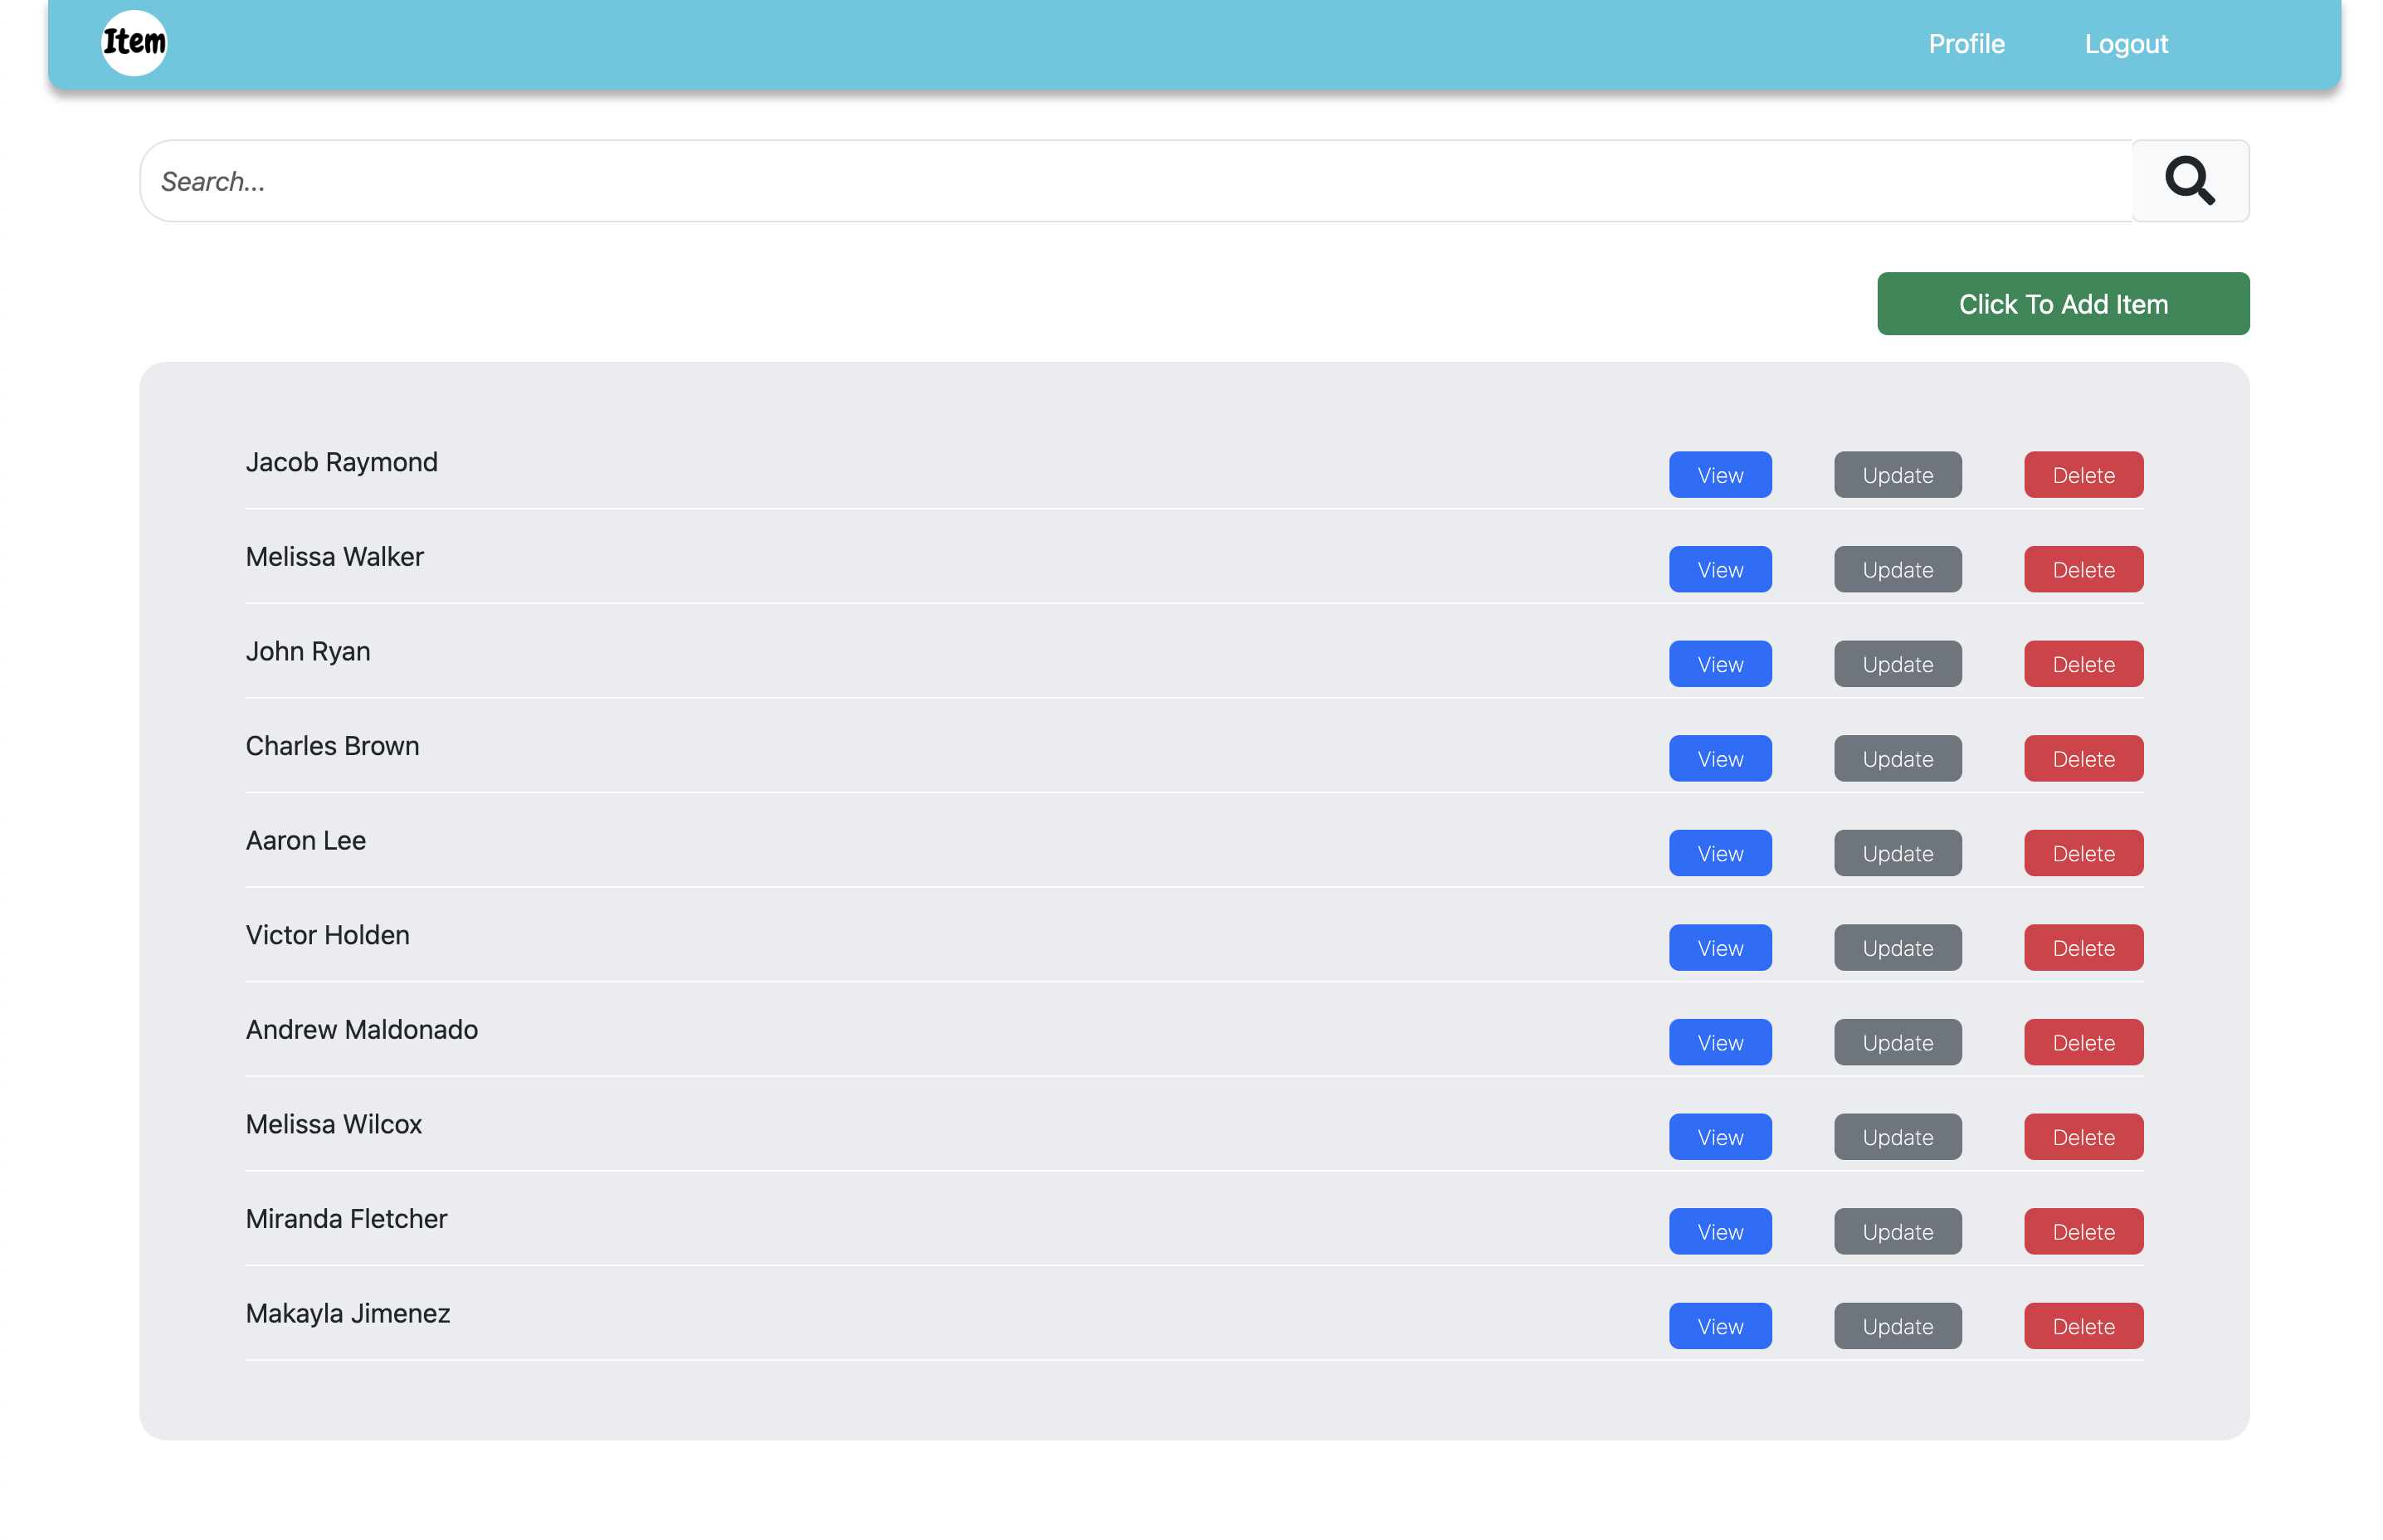 Item Profile Logout
Search...
Click To Add Item
Jacob Raymond View Update Delete
Melissa Walker View Update Delete
John Ryan View Update Delete
Charles Brown View Update Delete
Aaron Lee View Update Delete
Victor Holden View Update Delete
Andrew Maldonado View Update Delete
Melissa Wilcox View Update Delete
Miranda Fletcher View Update Delete
Makayla Jimenez View Update Delete